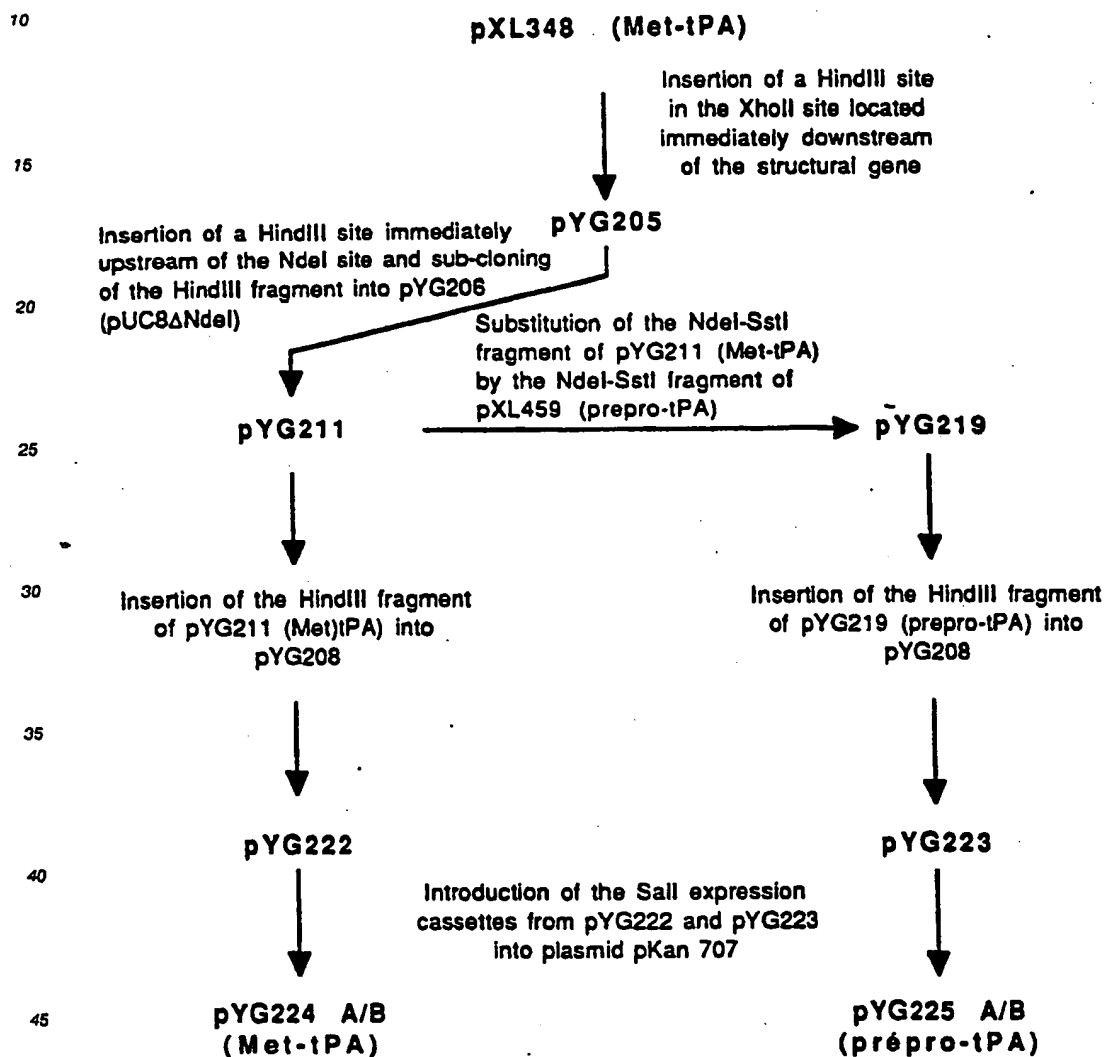 10
pXL348 (Met-tPA)
Insertion of a HindIII site
in the XhoII site located
immediately downstream
of the structural gene
15
pYG205
Insertion of a HindIII site immediately
upstream of the NdeI site and sub-cloning
of the HindIII fragment into pYG206
(pUC8ΔNdeI)
20
Substitution of the NdeI-SstI
fragment of pYG211 (Met-tPA)
by the NdeI-SstI fragment of
pXL459 (prepro-tPA)
pYG211
pYG219
25
30
Insertion of the HindIII fragment
of pYG211 (Met)tPA) into
pYG208
Insertion of the HindIII fragment
of pYG219 (prepro-tPA) into
pYG208
35
pYG222
pYG223
40
Introduction of the SalI expression
cassettes from pYG222 and pYG223
into plasmid pKan 707
45
pYG224 A/B
(Met-tPA)
pYG225 A/B
(prépro-tPA)